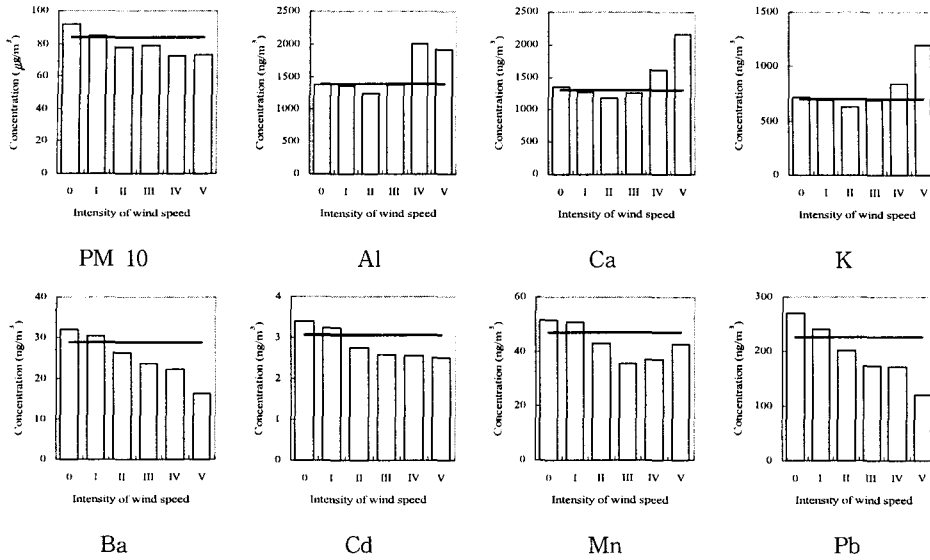 Concentration (μg/m³)
100
80
60
40
20
0
0 I II III IV V
Intensity of wind speed
PM 10
Concentration (ng/m³)
2500
2000
1500
1000
500
0
0 I II III IV V
Intensity of wind speed
Al
Concentration (ng/m³)
2500
2000
1500
1000
500
0
0 I II III IV V
Intensity of wind speed
Ca
Concentration (ng/m³)
1500
1000
500
0
0 I II III IV V
Intensity of wind speed
K
Concentration (ng/m³)
40
30
20
10
0
0 I II III IV V
Intensity of wind speed
Ba
Concentration (ng/m³)
4
3
2
1
0
0 I II III IV V
Intensity of wind speed
Cd
Concentration (ng/m³)
60
40
20
0
0 I II III IV V
Intensity of wind speed
Mn
Concentration (ng/m³)
300
200
100
0
0 I II III IV V
Intensity of wind speed
Pb